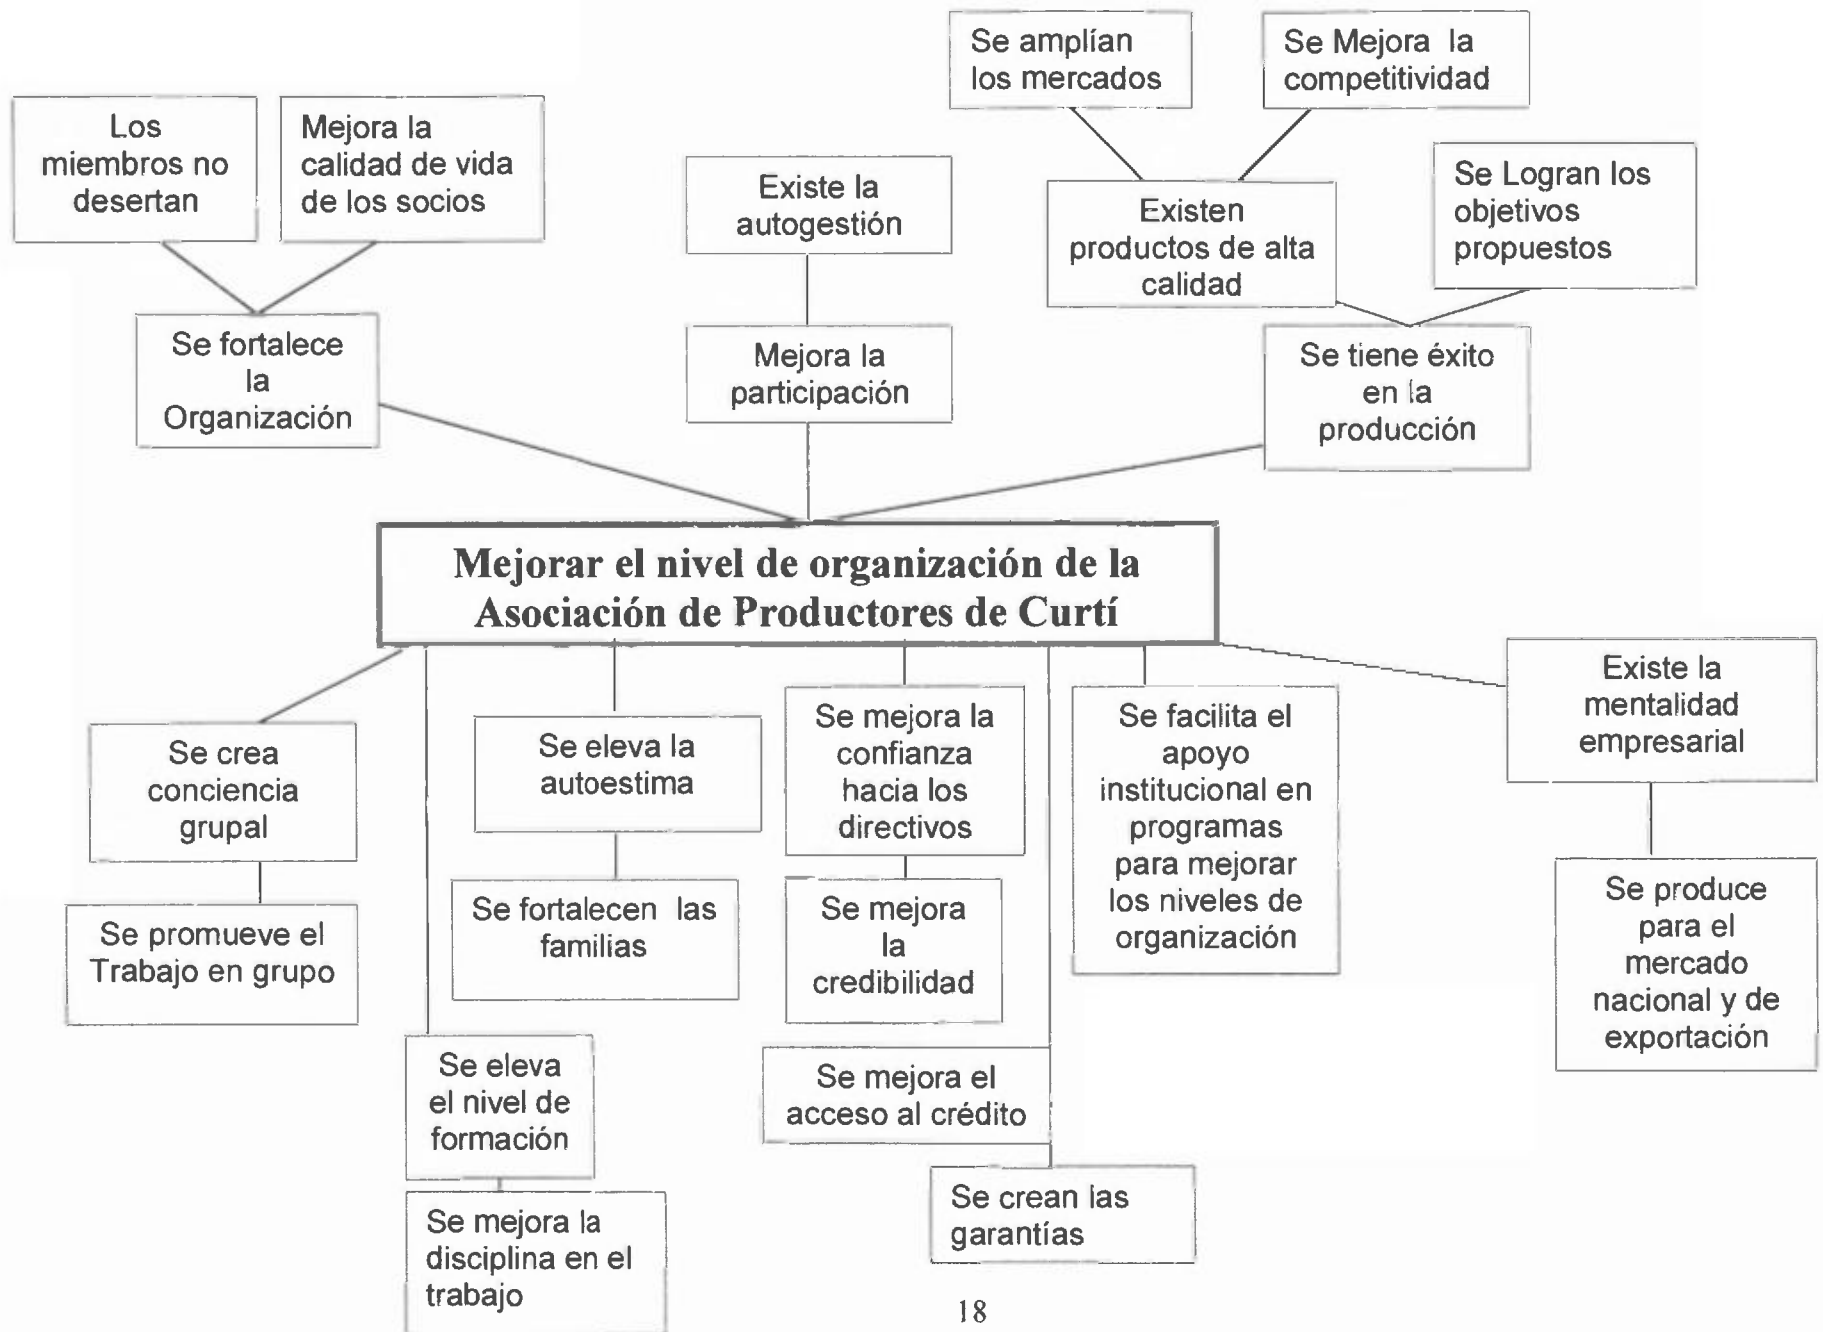 Se amplían
los mercados
Se Mejora la
competitividad
Los
miembros no
desertan
Mejora la
calidad de vida
de los socios
Existe la
autogestión
Existen
productos de alta
calidad
Se Logran los
objetivos
propuestos
Se fortalece
la
Organización
Mejora la
participación
Se tiene éxito
en la
producción
Mejorar el nivel de organización de la
Asociación de Productores de Curtí
Se crea
conciencia
grupal
Se eleva la
autoestima
Se mejora la
confianza
hacia los
directivos
Se facilita el
apoyo
institucional en
programas
para mejorar
los niveles de
organización
Existe la
mentalidad
empresarial
Se promueve el
Trabajo en grupo
Se fortalecen las
familias
Se mejora
la
credibilidad
Se produce
para el
mercado
nacional y de
exportación
Se eleva
el nivel de
formación
Se mejora el
acceso al crédito
Se mejora la
disciplina en el
trabajo
Se crean las
garantías
18